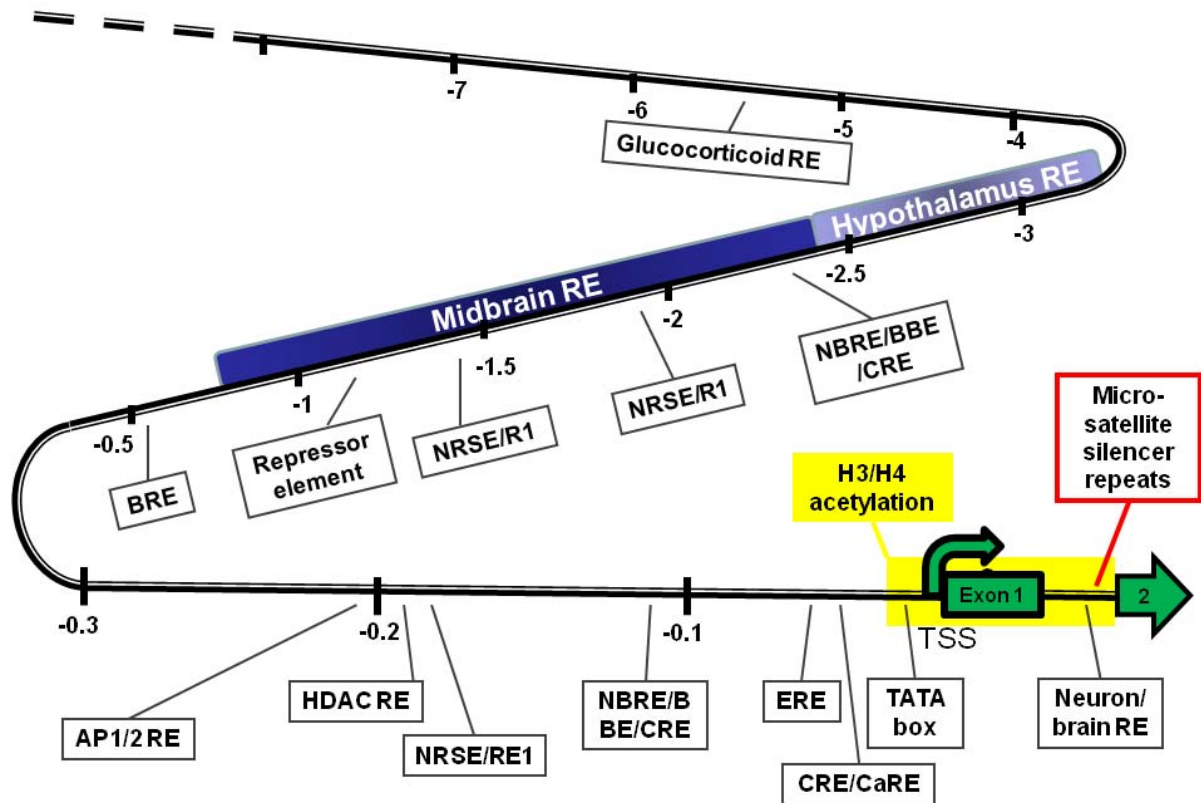 -7
-6
-5
-4
Glucocorticoid RE
Hypothalamus RE
-3
-2.5
Midbrain RE
-2
-1.5
-1
-0.5
NBRE/BBE
/CRE
NRSE/R1
NRSE/R1
Repressor
element
BRE
Micro-
satellite
silencer
repeats
H3/H4
acetylation
Exon 1
2
TSS
-0.3
-0.2
-0.1
AP1/2 RE
HDAC RE
NRSE/RE1
NBRE/B
BE/CRE
ERE
CRE/CaRE
TATA
box
Neuron/
brain RE